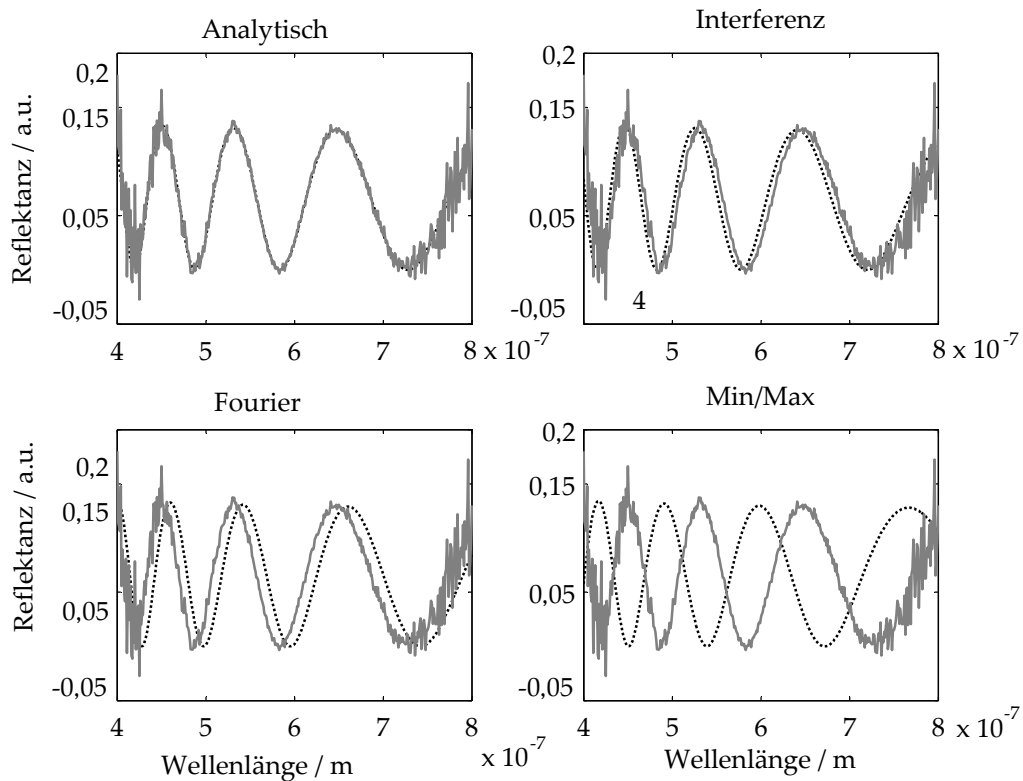 Analytisch
Interferenz
Reflektanz / a.u.
0,2
0,15
0,05
-0,05
4 5 6 7 8 x 10 -7
0,2
0,15
0,05
-0,05
4
4 5 6 7 8 x 10 -7
Fourier
Min/Max
Reflektanz / a.u.
0,2
0,15
0,05
-0,05
4 5 6 7 8
x 10 -7
Wellenlänge / m
0,2
0,15
0,05
-0,05
4 5 6 7 8 x 10 -7
Wellenlänge / m